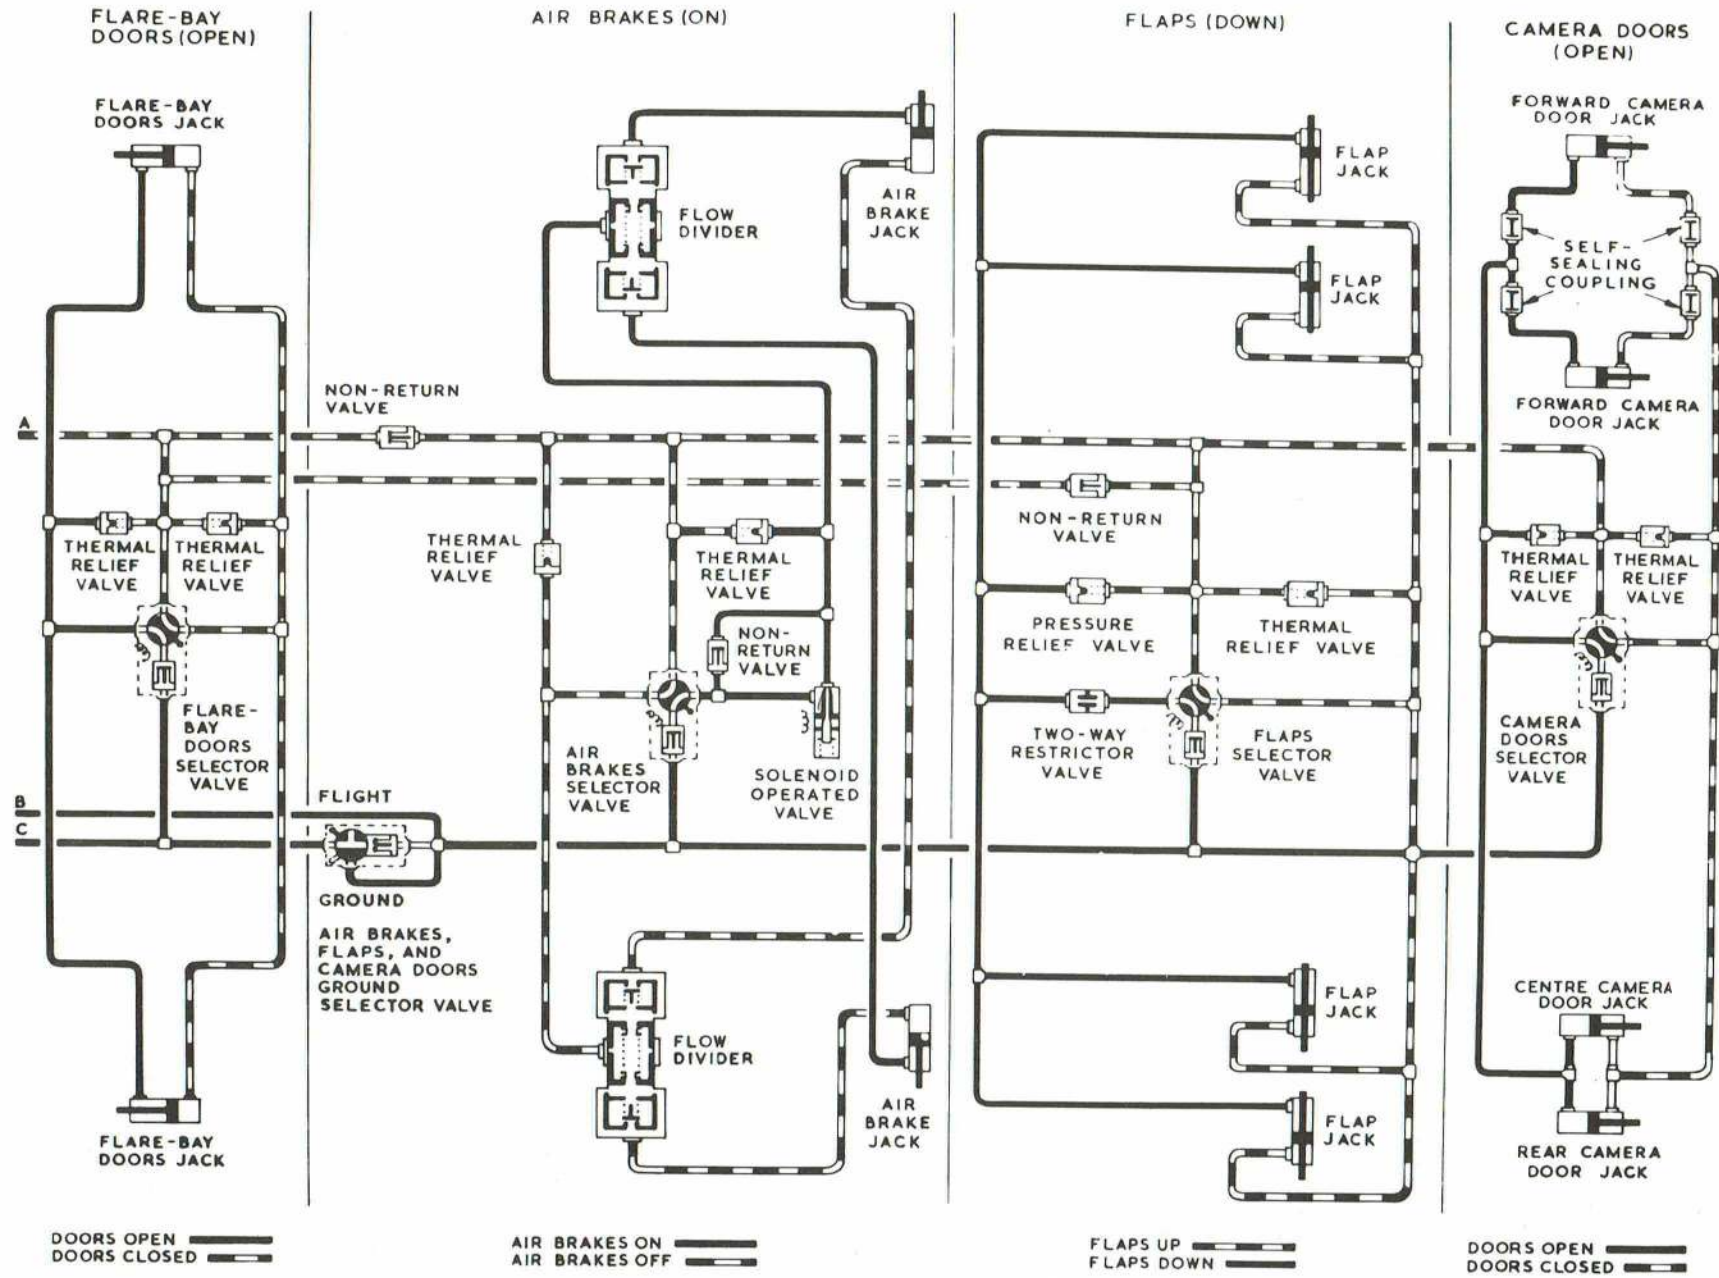 FLARE-BAY
DOORS (OPEN)
AIR BRAKES (ON)
FLAPS (DOWN)
CAMERA DOORS
(OPEN)
FLARE-BAY
DOORS JACK
FLOW
DIVIDER
AIR
BRAKE
JACK
FLAP
JACK
FLAP
JACK
FORWARD CAMERA
DOOR JACK
SELF-
SEALING
COUPLING
FORWARD CAMERA
DOOR JACK
A
NON-RETURN
VALVE
THERMAL
RELIEF
VALVE
THERMAL
RELIEF
VALVE
THERMAL
RELIEF
VALVE
THERMAL
RELIEF
VALVE
NON-RETURN
VALVE
THERMAL
RELIEF
VALVE
THERMAL
RELIEF
VALVE
PRESSURE
RELIEF VALVE
THERMAL
RELIEF VALVE
NON-
RETURN
VALVE
FLARE-
BAY
DOORS
SELECTOR
VALVE
AIR
BRAKES
SELECTOR
VALVE
SOLENOID
OPERATED
VALVE
TWO-WAY
RESTRICTOR
VALVE
FLAPS
SELECTOR
VALVE
CAMERA
DOORS
SELECTOR
VALVE
B
C
FLIGHT
GROUND
AIR BRAKES,
FLAPS, AND
CAMERA DOORS
GROUND
SELECTOR VALVE
FLOW
DIVIDER
AIR
BRAKE
JACK
FLAP
JACK
FLAP
JACK
CENTRE CAMERA
DOOR JACK
REAR CAMERA
DOOR JACK
FLARE-BAY
DOORS JACK
DOORS OPEN
DOORS CLOSED
AIR BRAKES ON
AIR BRAKES OFF
FLAPS UP
FLAPS DOWN
DOORS OPEN
DOORS CLOSED